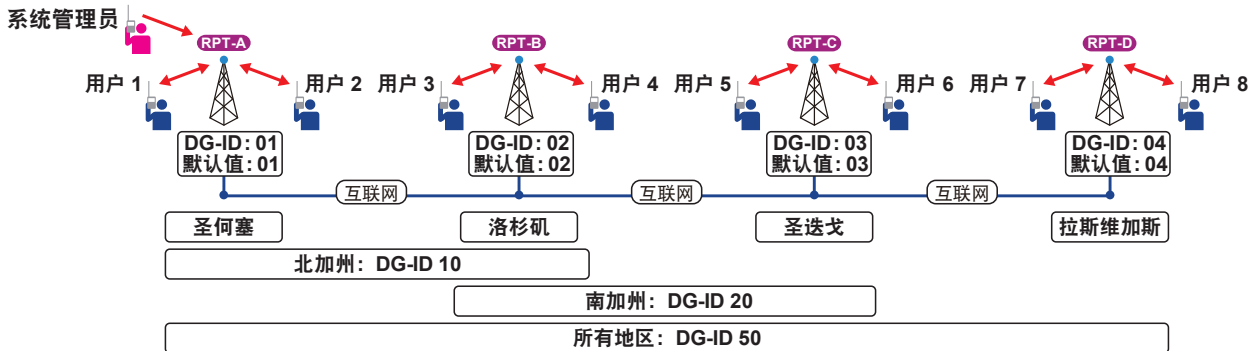 系统管理员
RPT-A
RPT-B
RPT-C
RPT-D
用户 1
用户 2
用户 3
用户 4
用户 5
用户 6
用户 7
用户 8
DG-ID: 01
默认值: 01
DG-ID: 02
默认值: 02
DG-ID: 03
默认值: 03
DG-ID: 04
默认值: 04
互联网
互联网
互联网
圣何塞
洛杉矶
圣迭戈
拉斯维加斯
北加州：DG-ID 10
南加州：DG-ID 20
所有地区：DG-ID 50